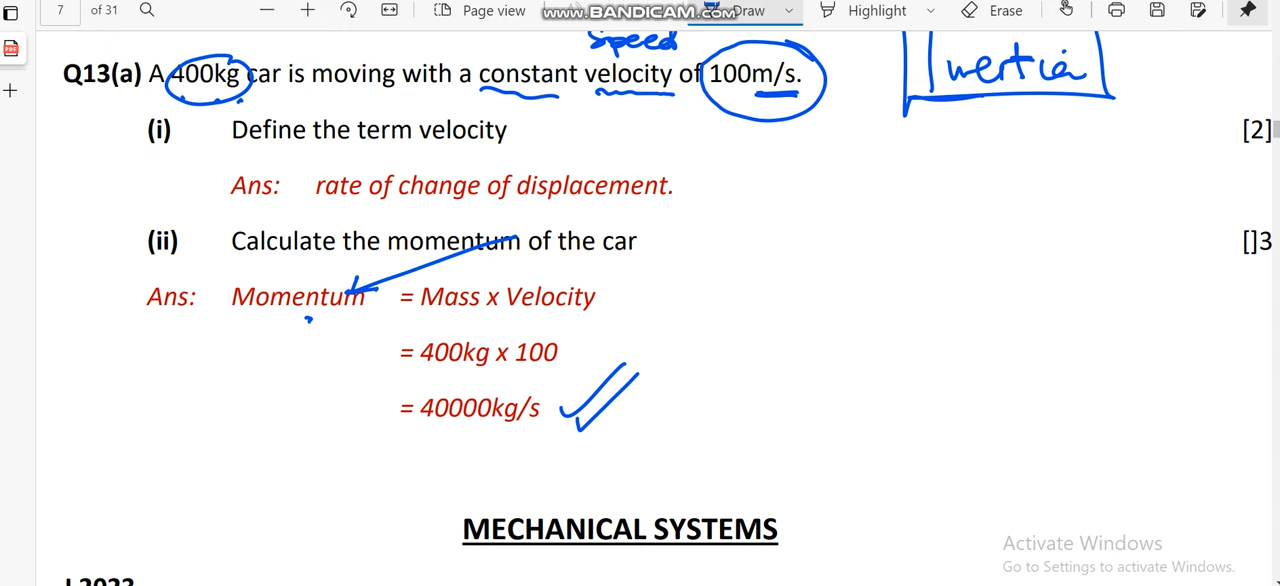 7 of 31 Page view www.BANDICAM.com Draw Highlight Erase
speed
Q13(a) A 400kg car is moving with a constant velocity of 100m/s.
Inertia
(i) Define the term velocity [2]
Ans: rate of change of displacement.
(ii) Calculate the momentum of the car []3
Ans: Momentum = Mass x Velocity
= 400kg x 100
= 40000kg/s
MECHANICAL SYSTEMS
Activate Windows
Go to Settings to activate Windows.
J 2023